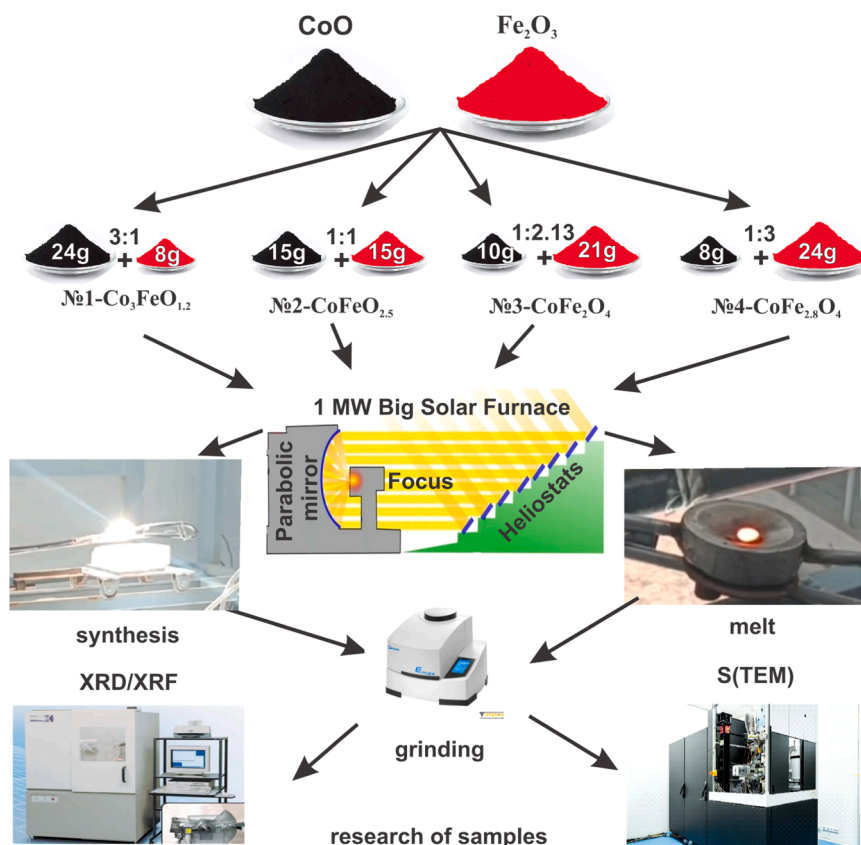 CoO
Fe₂O₃
24g + 8g
3:1
15g + 15g
1:1
10g + 21g
1:2.13
8g + 24g
1:3
№1-Co₃FeO₁.₂
№2-CoFeO₂.₅
№3-CoFe₂O₄
№4-CoFe₂.₈O₄
1 MW Big Solar Furnace
Parabolic
mirror
Focus
Heliostats
synthesis
melt
XRD/XRF
S(TEM)
grinding
research of samples